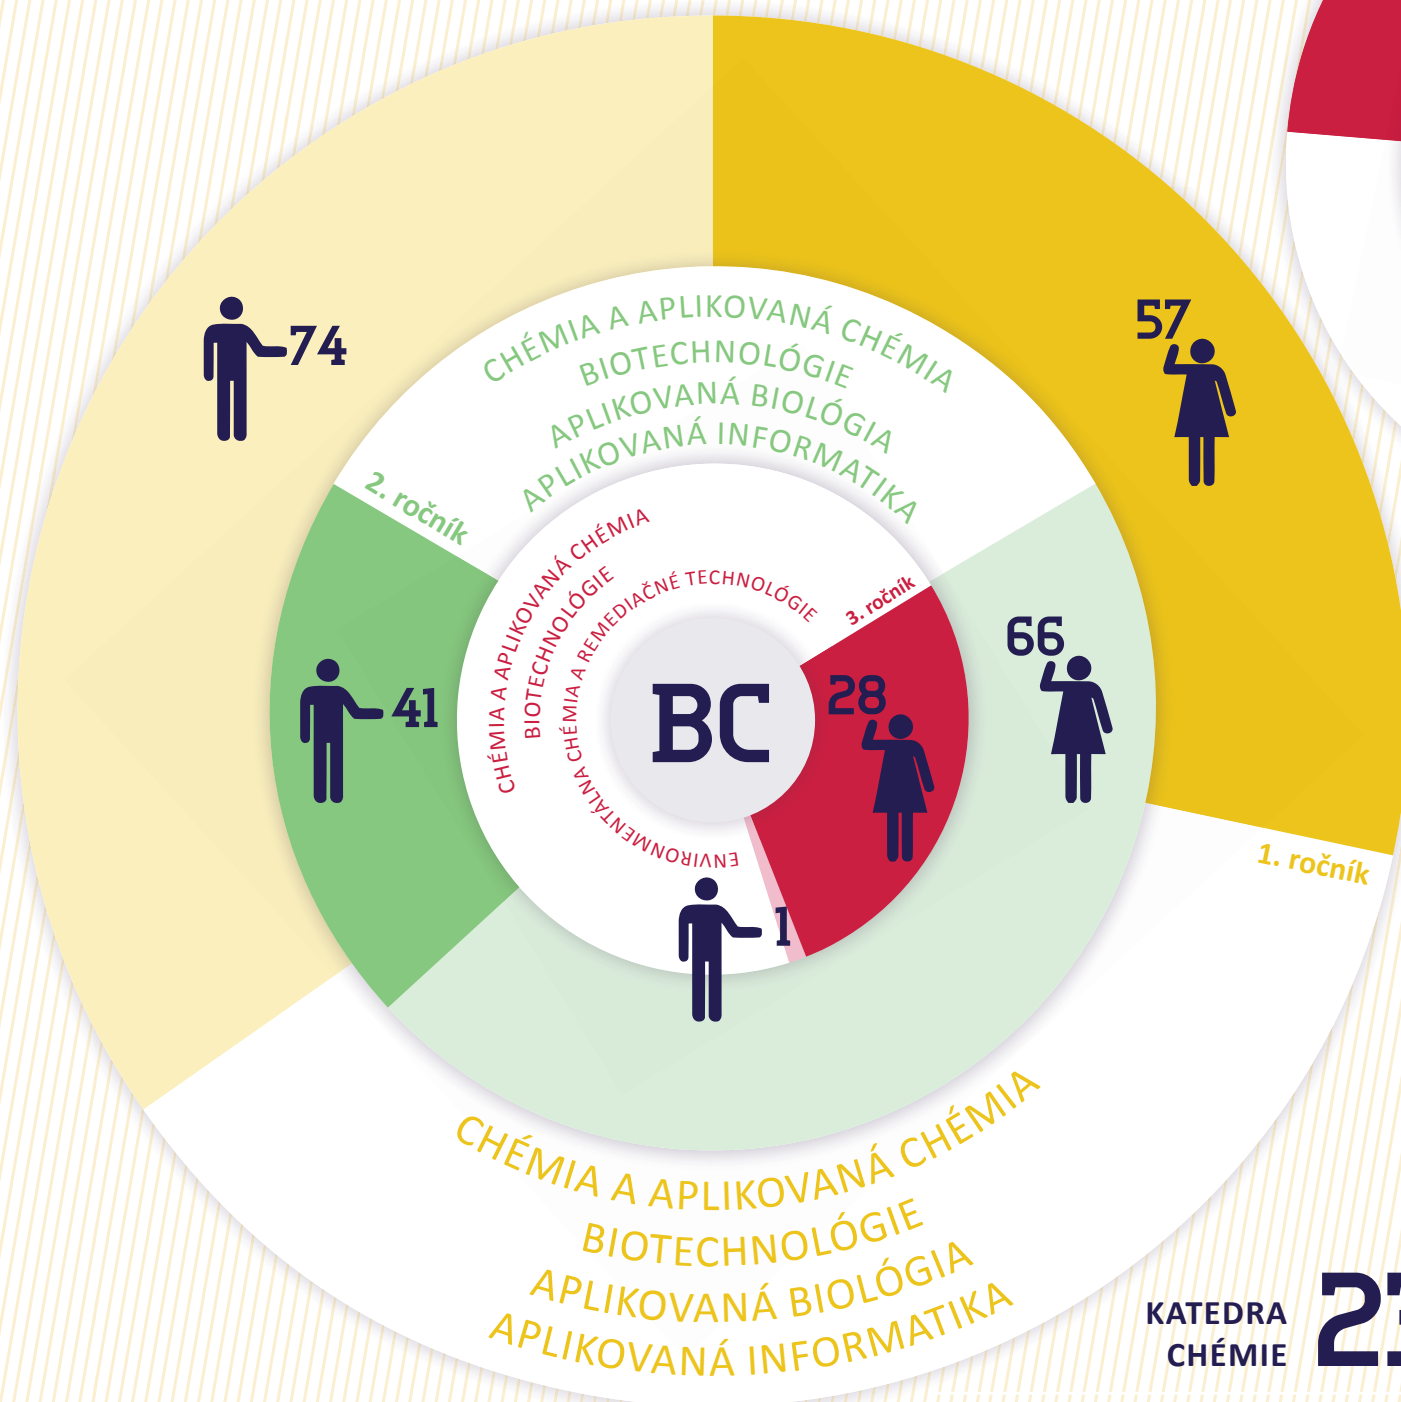 74
57
CHÉMIA A APLIKOVANÁ CHÉMIA
BIOTECHNOLÓGIE
APLIKOVANÁ BIOLÓGIA
APLIKOVANÁ INFORMATIKA
2. ročník
41
66
CHÉMIA A APLIKOVANÁ CHÉMIA
BIOTECHNOLÓGIE
ENVIRONMENTÁLNA CHÉMIA A REMEDIAČNÉ TECHNOLÓGIE
3. ročník
28
BC
1
1. ročník
CHÉMIA A APLIKOVANÁ CHÉMIA
BIOTECHNOLÓGIE
APLIKOVANÁ BIOLÓGIA
APLIKOVANÁ INFORMATIKA
KATEDRA
CHÉMIE